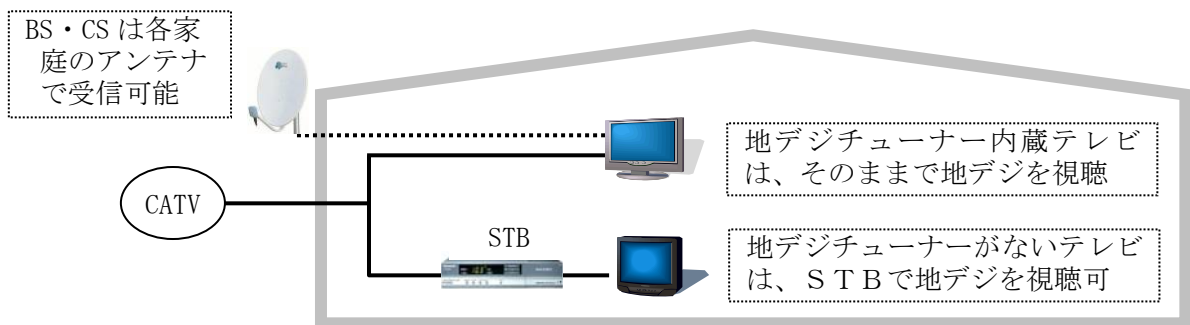 BS・CS は各家
庭のアンテナ
で受信可能
地デジチューナー内蔵テレビ
は、そのままで地デジを視聴
CATV
STB
地デジチューナーがないテレビ
は、ＳＴＢで地デジを視聴可